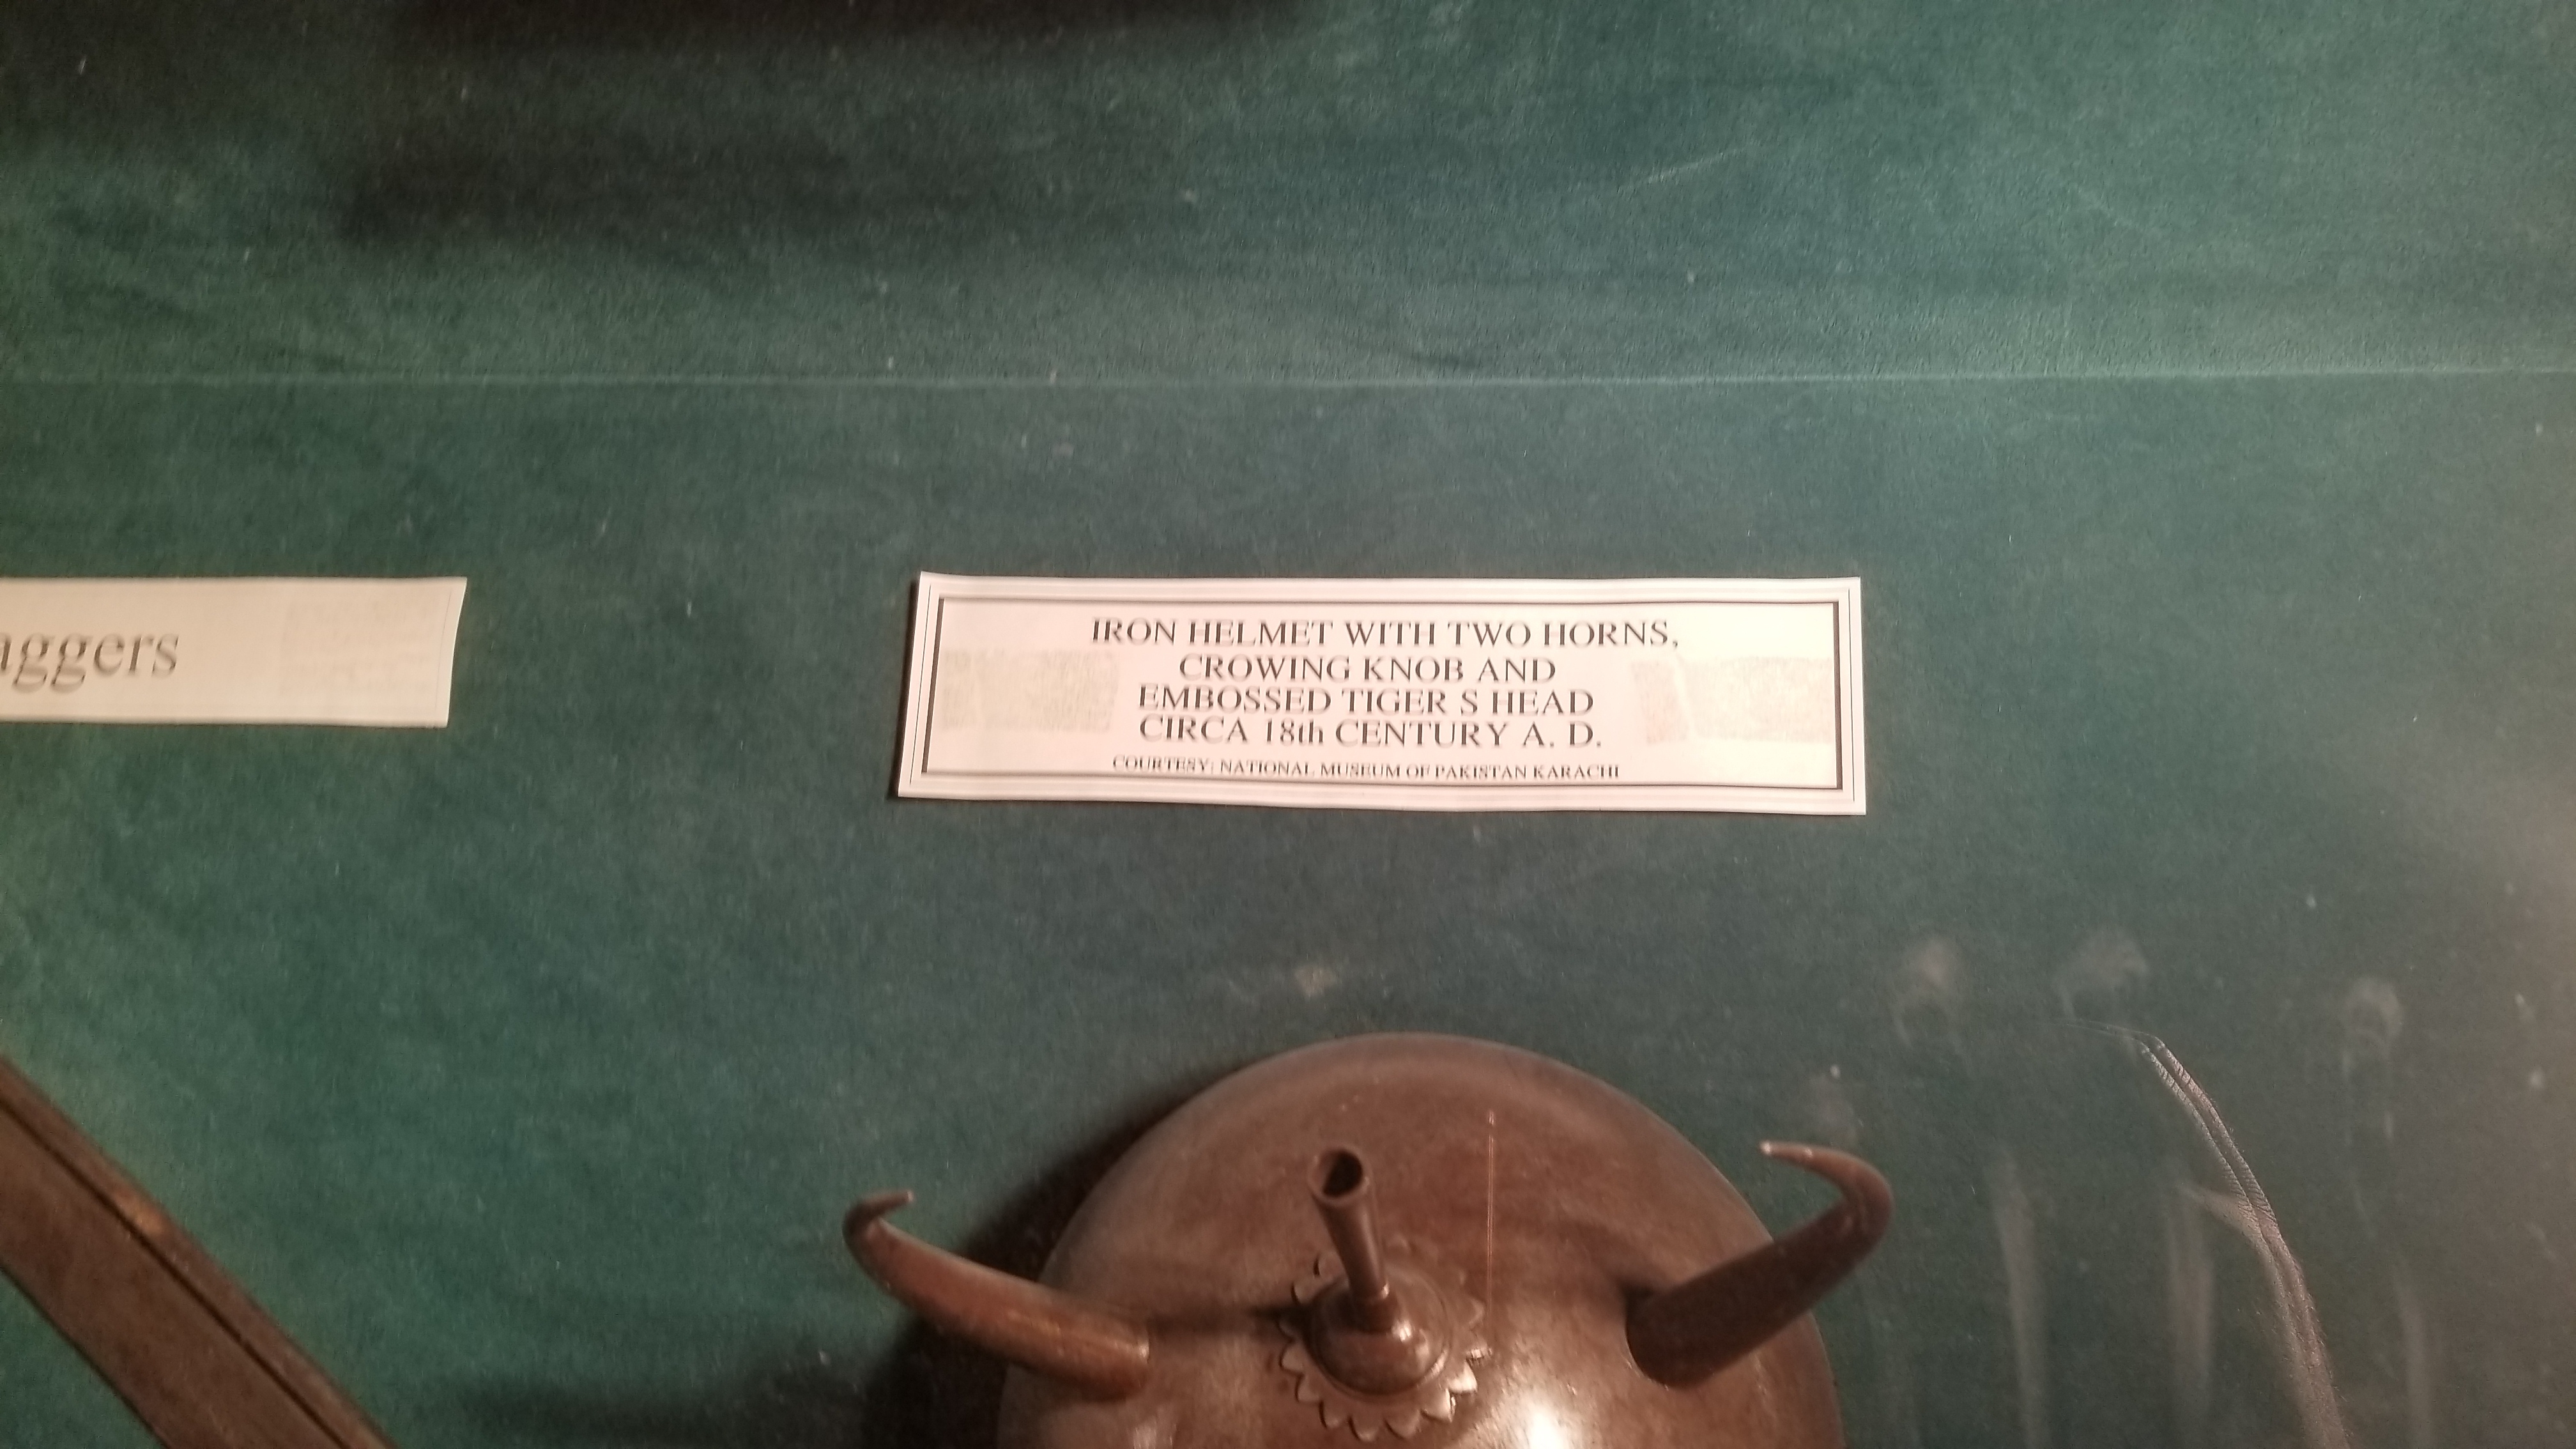 aggers
IRON HELMET WITH TWO HORNS,
CROWING KNOB AND
EMBOSSED TIGER S HEAD
CIRCA 18th CENTURY A. D.
COURTESY: NATIONAL MUSEUM OF PAKISTAN KARACHI